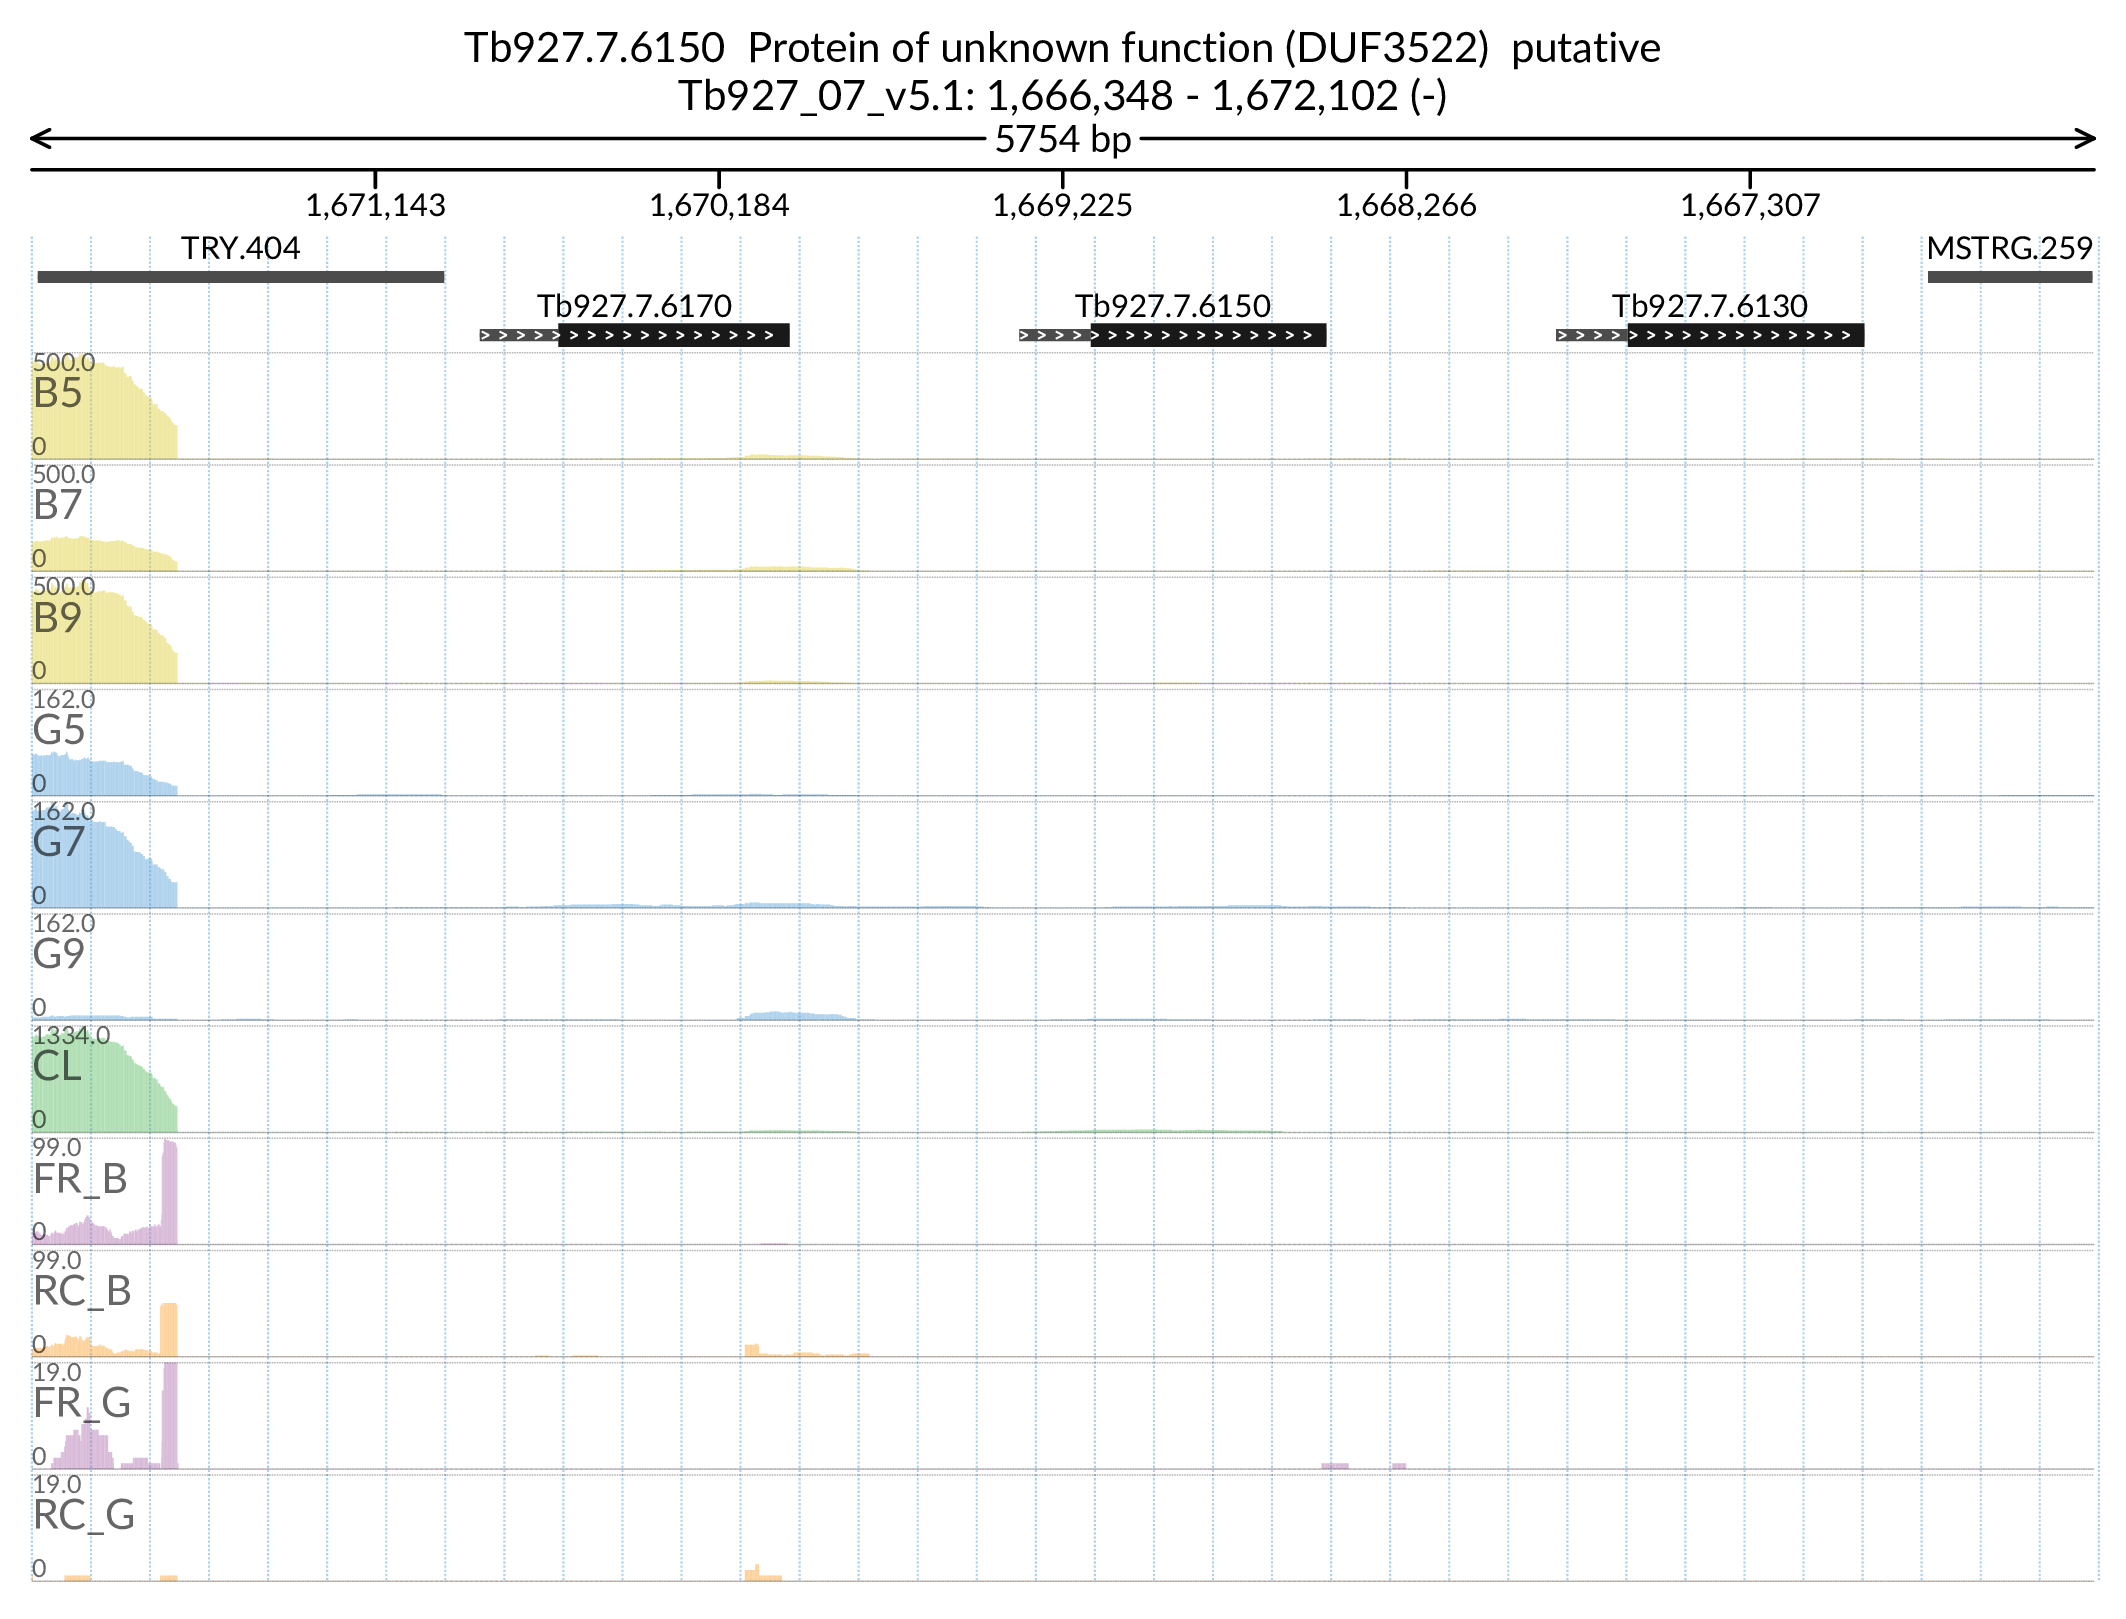 Tb927.7.6150  Protein of unknown function (DUF3522)  putative
Tb927_07_v5.1: 1,666,348 - 1,672,102 (-)
5754 bp
1,671,143 1,670,184 1,669,225 1,668,266 1,667,307
TRY.404 MSTRG.259
Tb927.7.6170 Tb927.7.6150 Tb927.7.6130
500.0
B5
0
500.0
B7
0
500.0
B9
0
162.0
G5
0
162.0
G7
0
162.0
G9
0
1334.0
CL
0
99.0
FR_B
0
99.0
RC_B
0
19.0
FR_G
0
19.0
RC_G
0